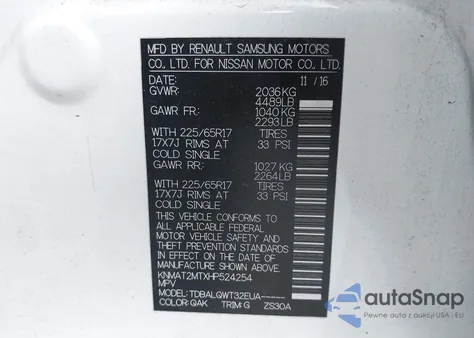 MFD BY RENAULT SAMSUNG MOTORS
CO., LTD. FOR NISSAN MOTOR CO., LTD.
DATE: 11 / 16
GVWR: 2036KG
4489LB
GAWR FR: 1040KG
2293LB
WITH 225/65R17 TIRES
17X7J RIMS AT 33 PSI
COLD SINGLE
GAWR RR: 1027 KG
2264LB
WITH 225/65R17 TIRES
17X7J RIMS AT 33 PSI
COLD SINGLE
THIS VEHICLE CONFORMS TO
ALL APPLICABLE FEDERAL
MOTOR VEHICLE SAFETY AND
THEFT PREVENTION STANDARDS
IN EFFECT ON THE DATE OF
MANUFACTURE SHOWN ABOVE.
KNMAT2MTXHP524254
MPV
MODEL: TDBALQWT32EUA-----
COLOR: QAK TRIM: G ZS30A
autoSnap
Pewne auta z USA i Kanady